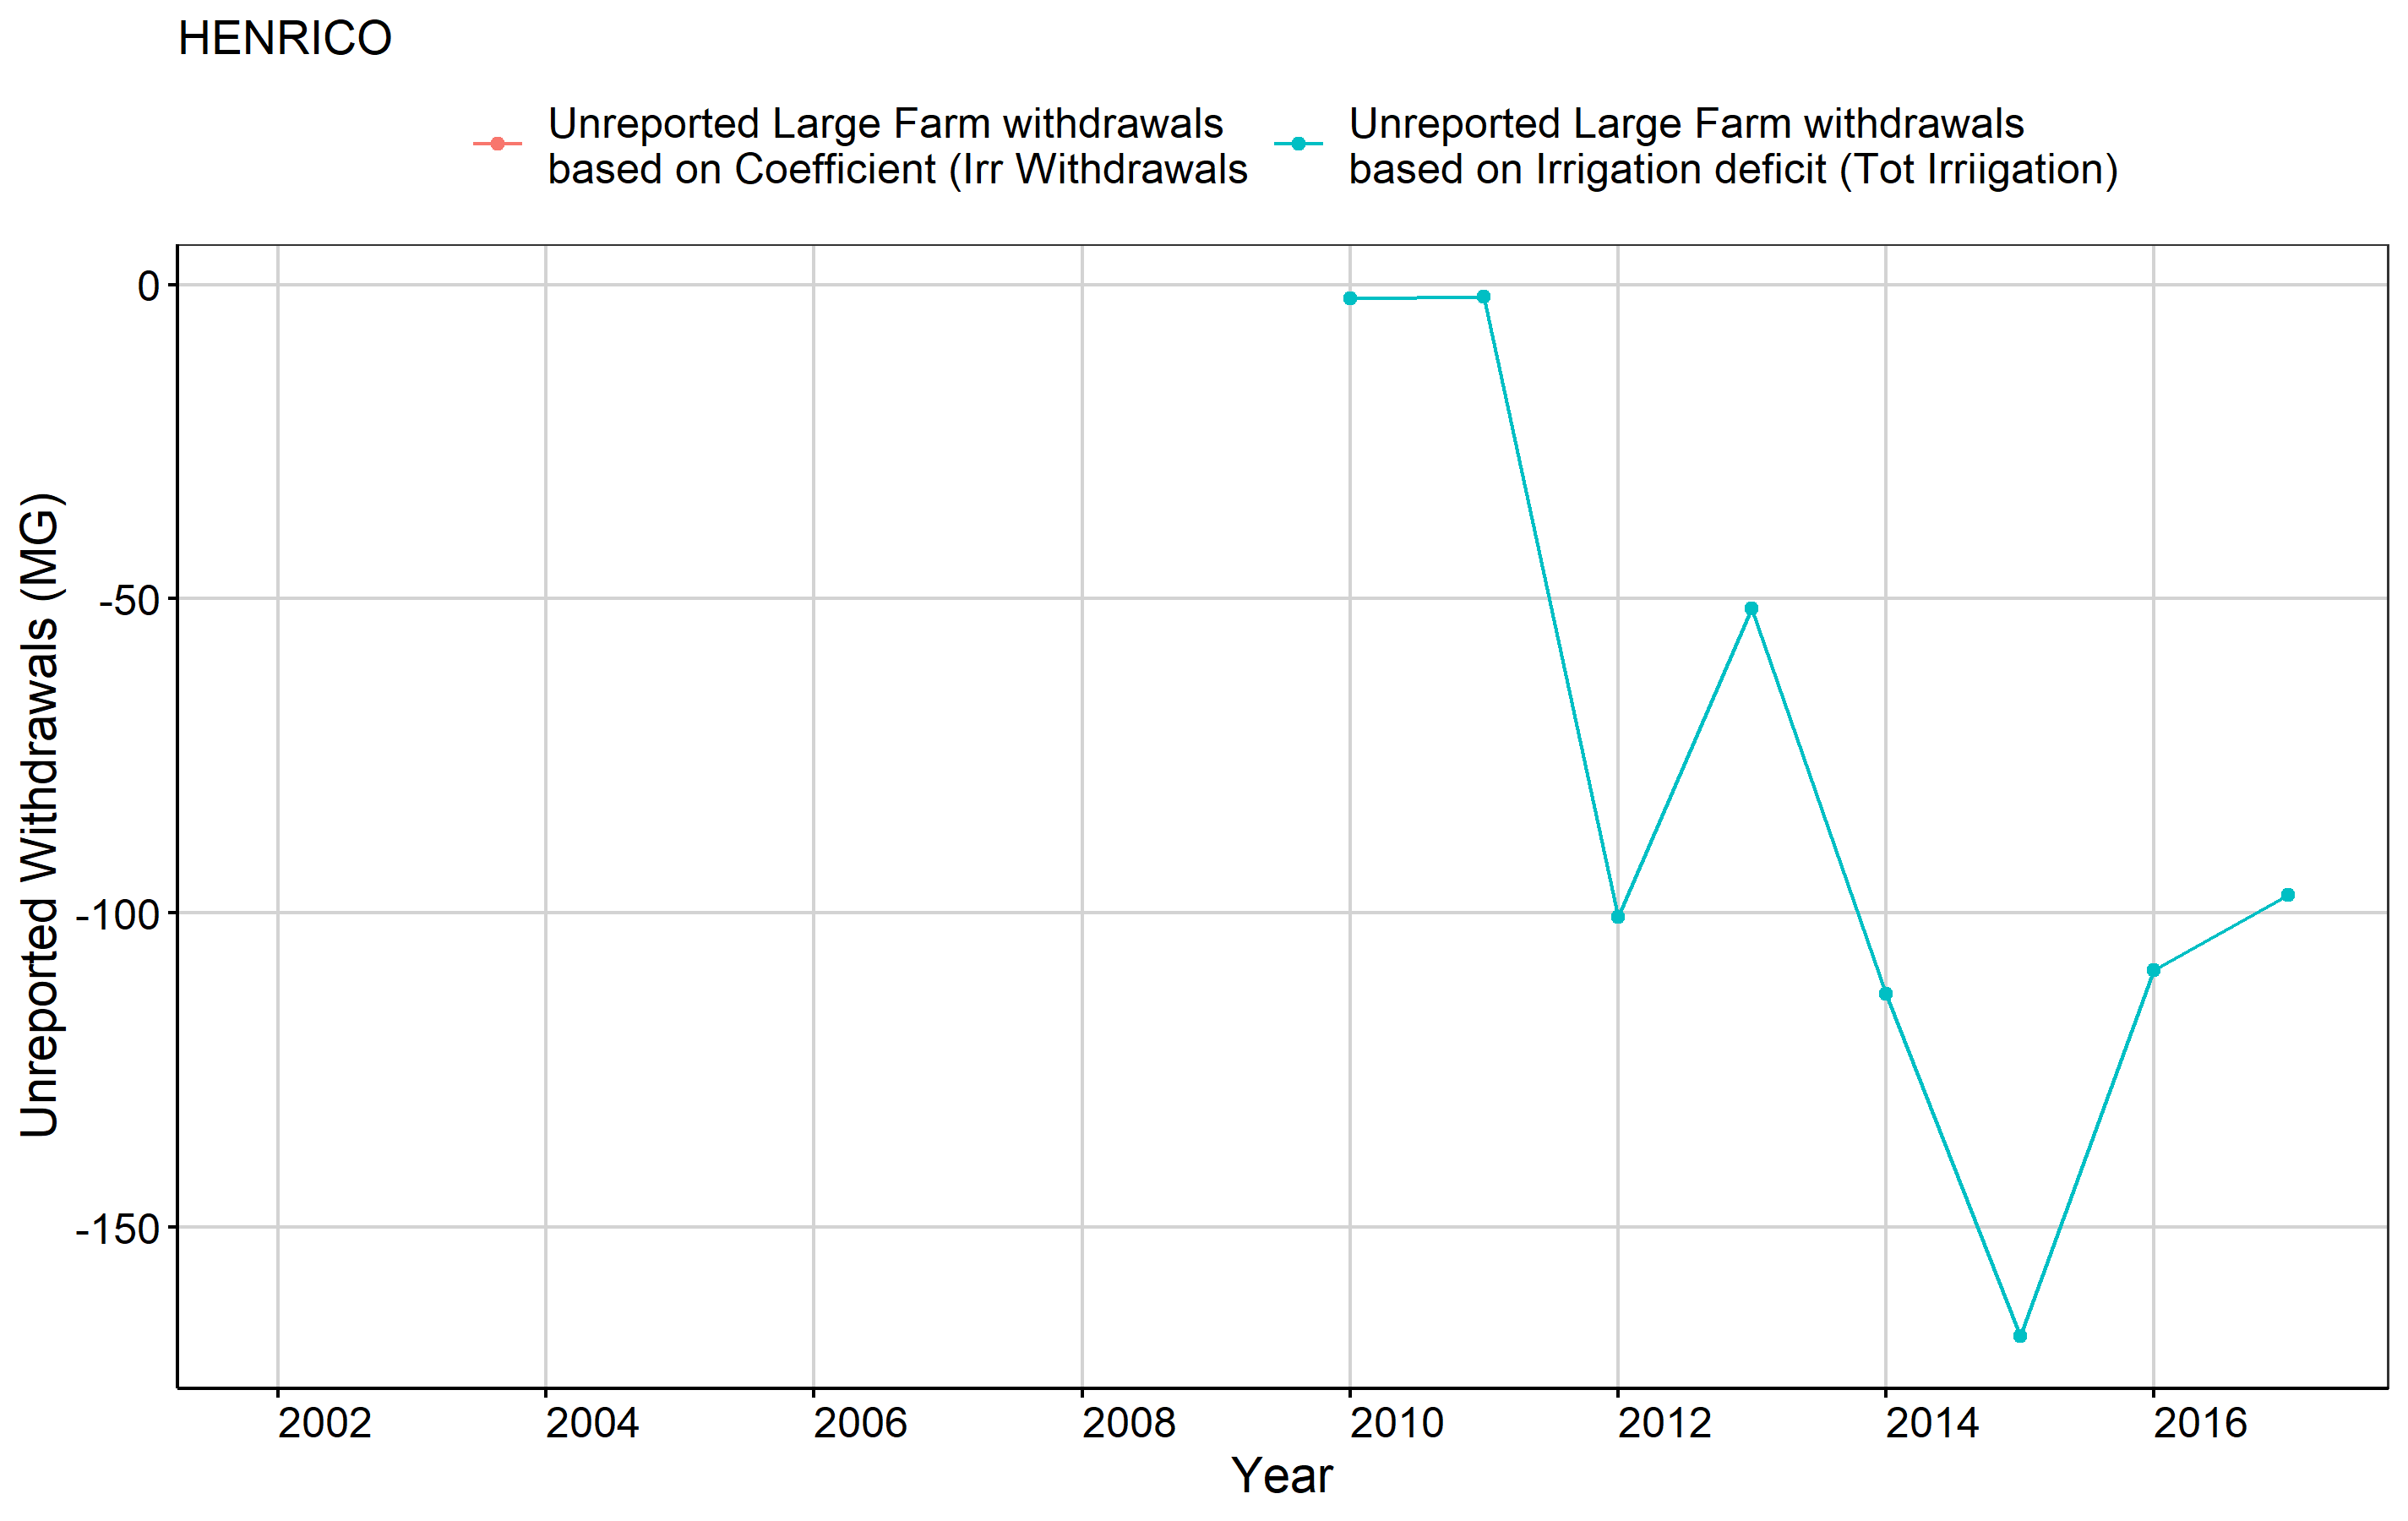 HENRICO
Unreported Large Farm withdrawals
based on Coefficient (Irr Withdrawals
Unreported Large Farm withdrawals
based on Irrigation deficit (Tot Irriigation)
Unreported Withdrawals (MG)
0
-50
-100
-150
2002 2004 2006 2008 2010 2012 2014 2016
Year